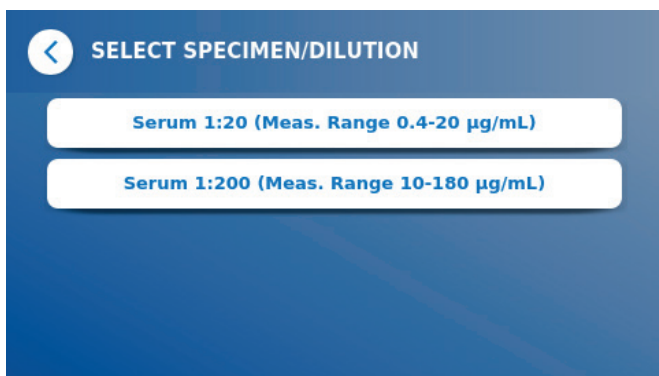 SELECT SPECIMEN/DILUTION
Serum 1:20 (Meas. Range 0.4-20 µg/mL)
Serum 1:200 (Meas. Range 10-180 µg/mL)